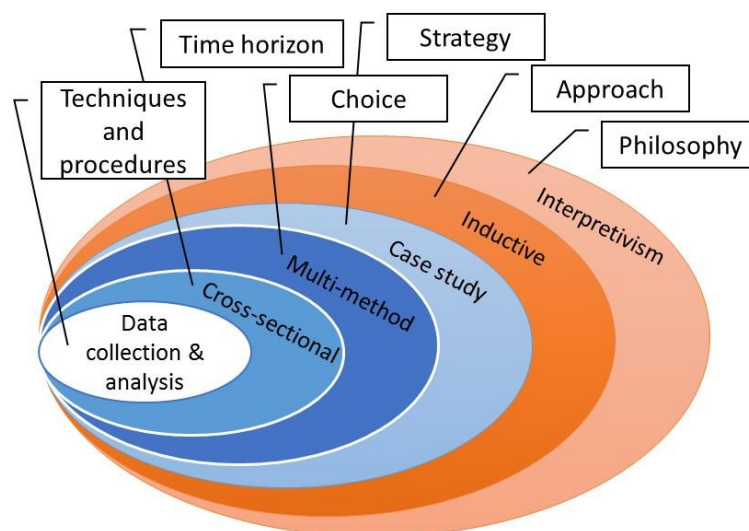 Time horizon
Strategy
Techniques
and
procedures
Choice
Approach
Philosophy
Interpretivism
Inductive
Case study
Multi-method
Cross-sectional
Data
collection &
analysis